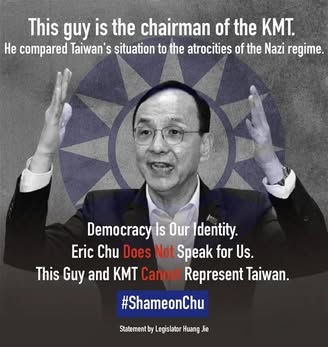 This guy is the chairman of the KMT.
He compared Taiwan's situation to the atrocities of the Nazi regime.
Democracy Is Our Identity.
Eric Chu Does Not Speak for Us.
This Guy and KMT Cannot Represent Taiwan.
#ShameonChu
Statement by Legislator Huang Jie